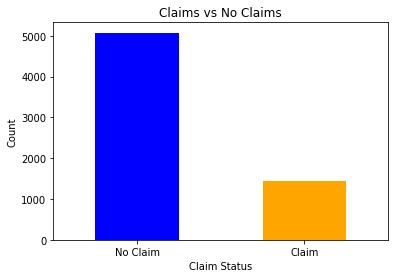 Claims vs No Claims
Count
5000
4000
3000
2000
1000
0
No Claim
Claim
Claim Status